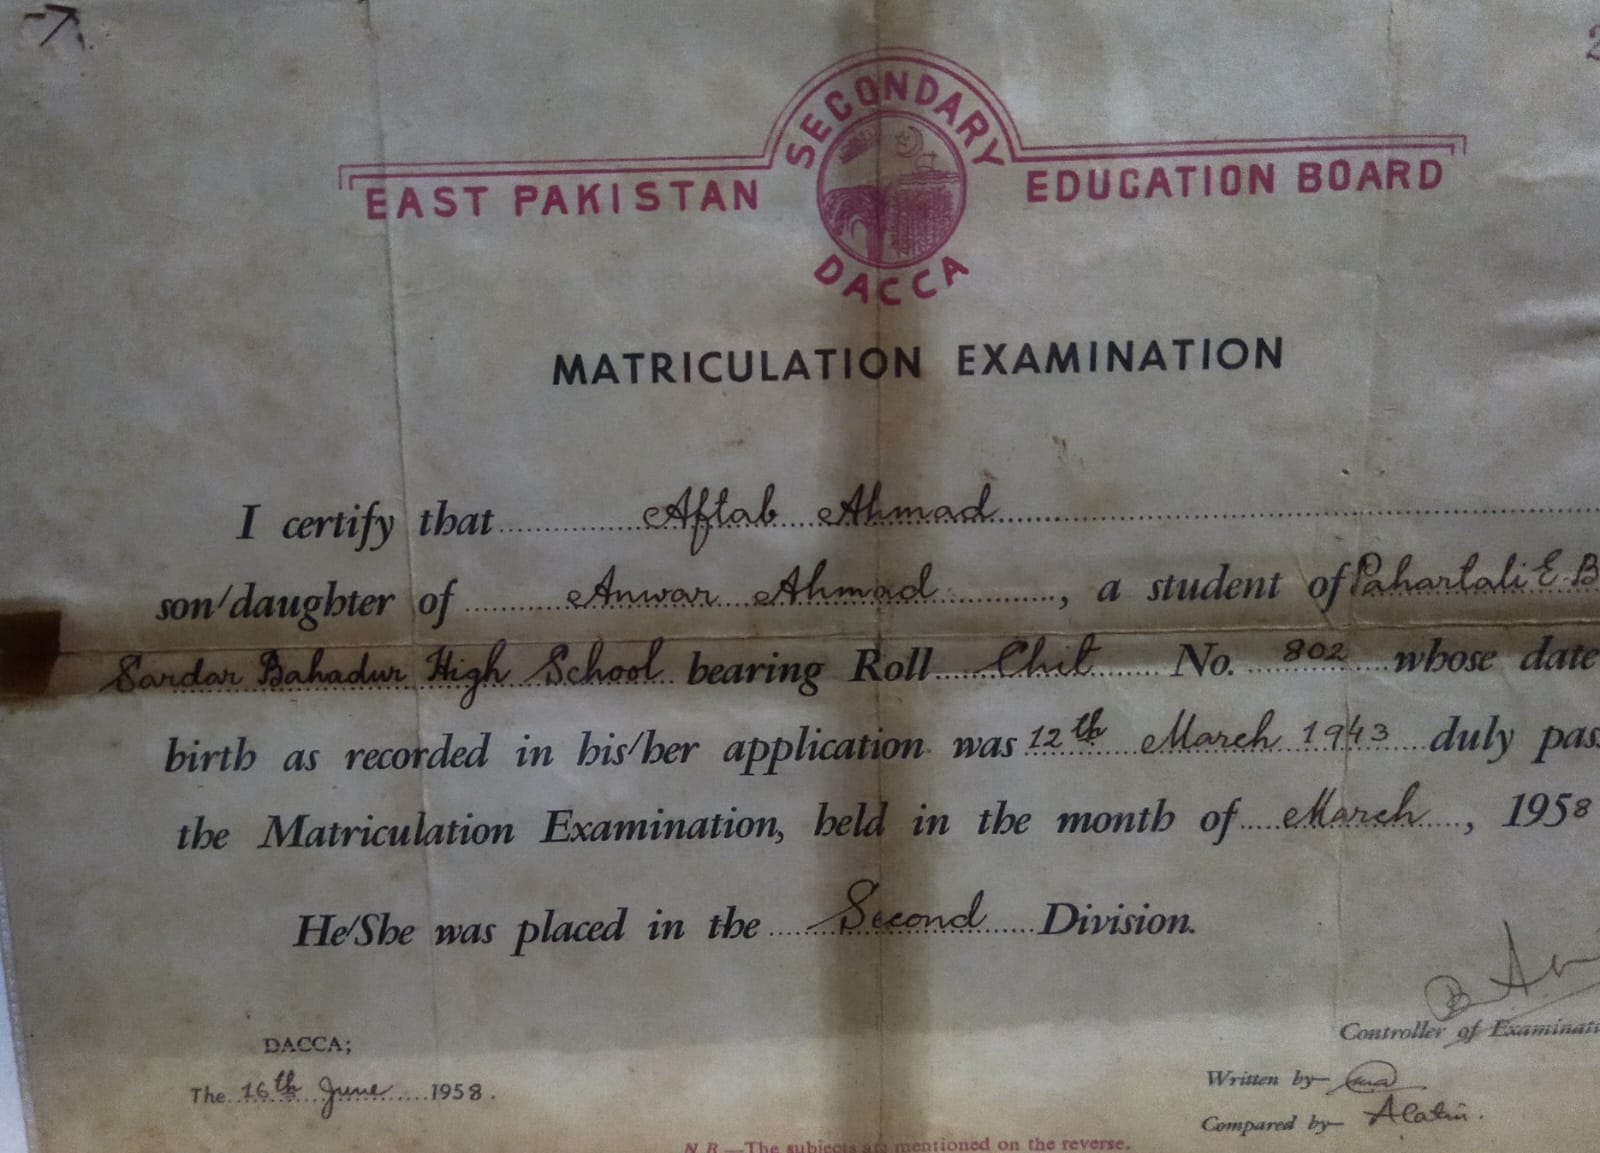 SECONDARY
EAST PAKISTAN EDUCATION BOARD
DACCA
MATRICULATION EXAMINATION
I certify that Aftab Ahmad
son/daughter of Anwar Ahmad, a student of Pahartali E. B
Sardar Bahadur High School bearing Roll Chit No. 802 whose date
birth as recorded in his/her application was 12th March 1943 duly pas
the Matriculation Examination, held in the month of March, 1958
He/She was placed in the Second Division.
Controller of Examinati
DACCA;
The 16th June 1958.
Written by—
Compared by—
N.B.—The subjects are mentioned on the reverse.